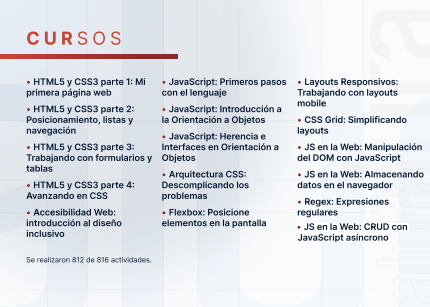 CURSOS
• HTML5 y CSS3 parte 1: Mi
primera página web
• HTML5 y CSS3 parte 2:
Posicionamiento, listas y
navegación
• HTML5 y CSS3 parte 3:
Trabajando con formularios y
tablas
• HTML5 y CSS3 parte 4:
Avanzando en CSS
• Accesibilidad Web:
introducción al diseño
inclusivo
• JavaScript: Primeros pasos
con el lenguaje
• JavaScript: Introducción a
la Orientación a Objetos
• JavaScript: Herencia e
Interfaces en Orientación a
Objetos
• Arquitectura CSS:
Descomplicando los
problemas
• Flexbox: Posicione
elementos en la pantalla
• Layouts Responsivos:
Trabajando con layouts
mobile
• CSS Grid: Simplificando
layouts
• JS en la Web: Manipulación
del DOM con JavaScript
• JS en la Web: Almacenando
datos en el navegador
• Regex: Expresiones
regulares
• JS en la Web: CRUD con
JavaScript asíncrono
Se realizaron 812 de 816 actividades.